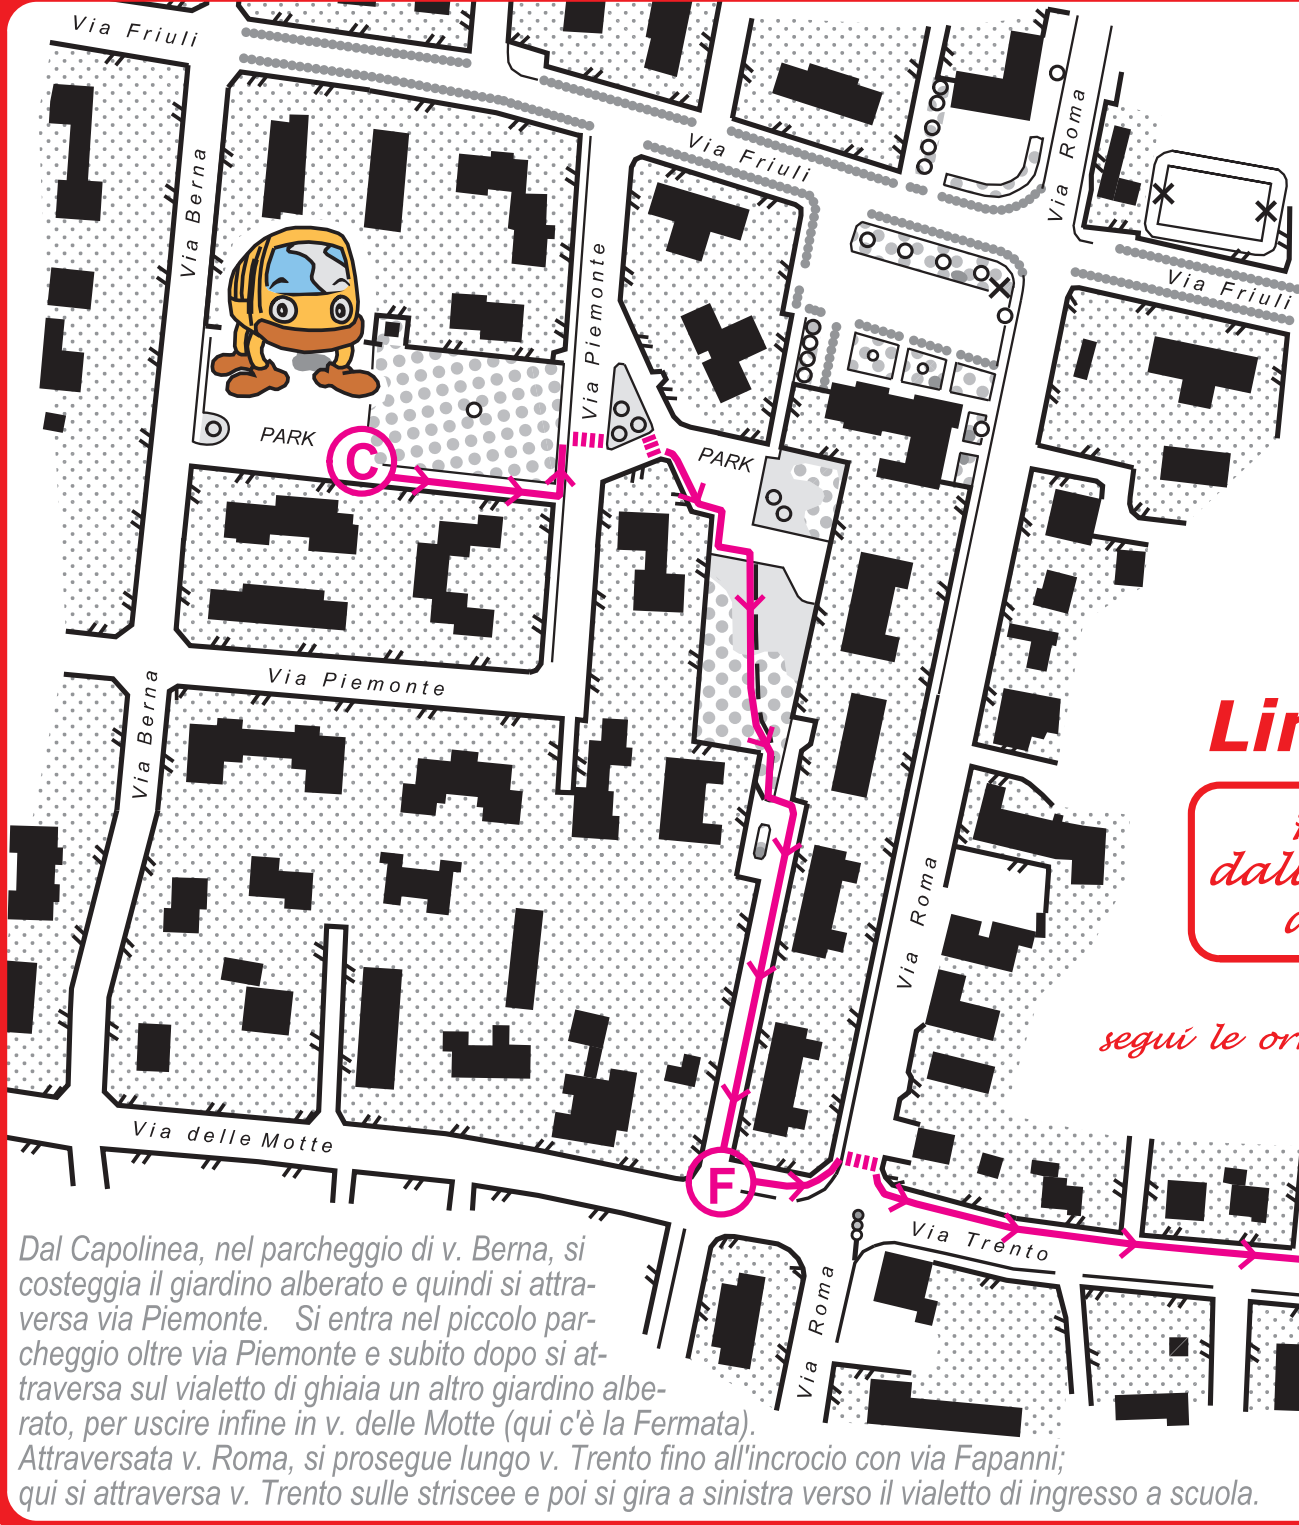 Via Friuli
Via Friuli
Via Roma
Via Berna
Via Piemonte
Via Friuli
PARK
C
PARK
Via Piemonte
Via Berna
Lin
dall
Via Roma
segui le
Via delle Motte
F
Via Trento
Via Roma
Dal Capolinea, nel parcheggio di v. Berna, si
costeggia il giardino alberato e quindi si attra-
versa via Piemonte. Si entra nel piccolo par-
cheggio oltre via Piemonte e subito dopo si at-
traversa sul vialetto di ghiaia un altro giardino albe-
rato, per uscire infine in v. delle Motte (qui c'è la Fermata).
Attraversata v. Roma, si prosegue lungo v. Trento fino all'incrocio con via Fapanni;
qui si attraversa v. Trento sulle striscee e poi si gira a sinistra verso il vialetto di ingresso a scuola.